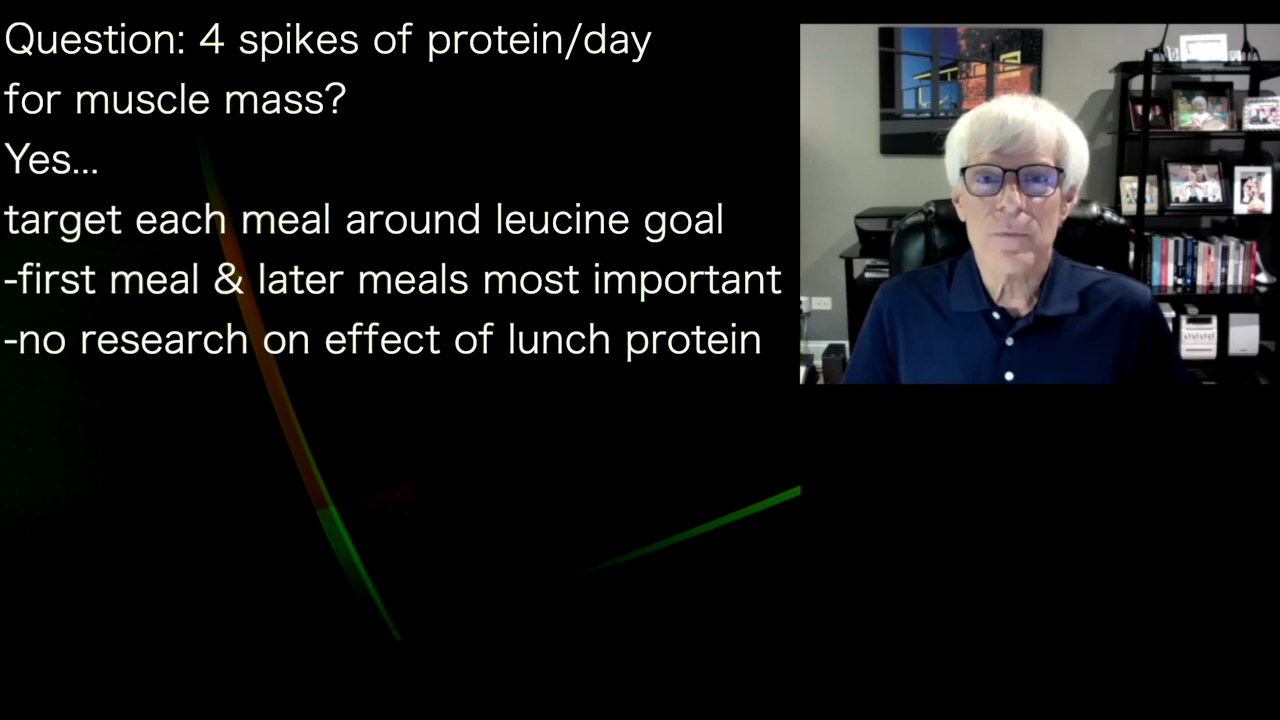 Question: 4 spikes of protein/day
for muscle mass?
Yes...
target each meal around leucine goal
-first meal & later meals most important
-no research on effect of lunch protein